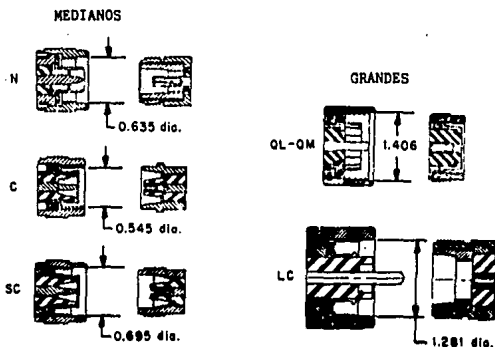 MEDIANOS
N
0.635 dia.
C
0.545 dia.
SC
0.695 dia.
GRANDES
QL-QM
1.406
LC
1.281 dia.